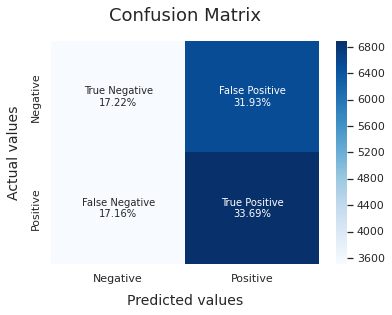 Confusion Matrix
Actual values
Negative
Positive
True Negative
17.22%
False Positive
31.93%
False Negative
17.16%
True Positive
33.69%
Negative
Positive
Predicted values
6800
6400
6000
5600
5200
4800
4400
4000
3600